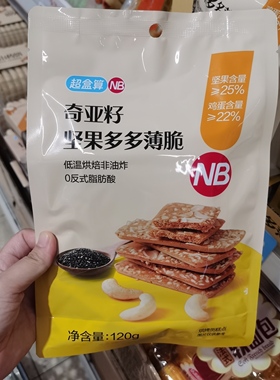 超盒算 NB
坚果含量
≥25%
鸡蛋含量
≥22%
奇亚籽
坚果多多薄脆
低温烘焙非油炸
0反式脂肪酸
NB
净含量:120g